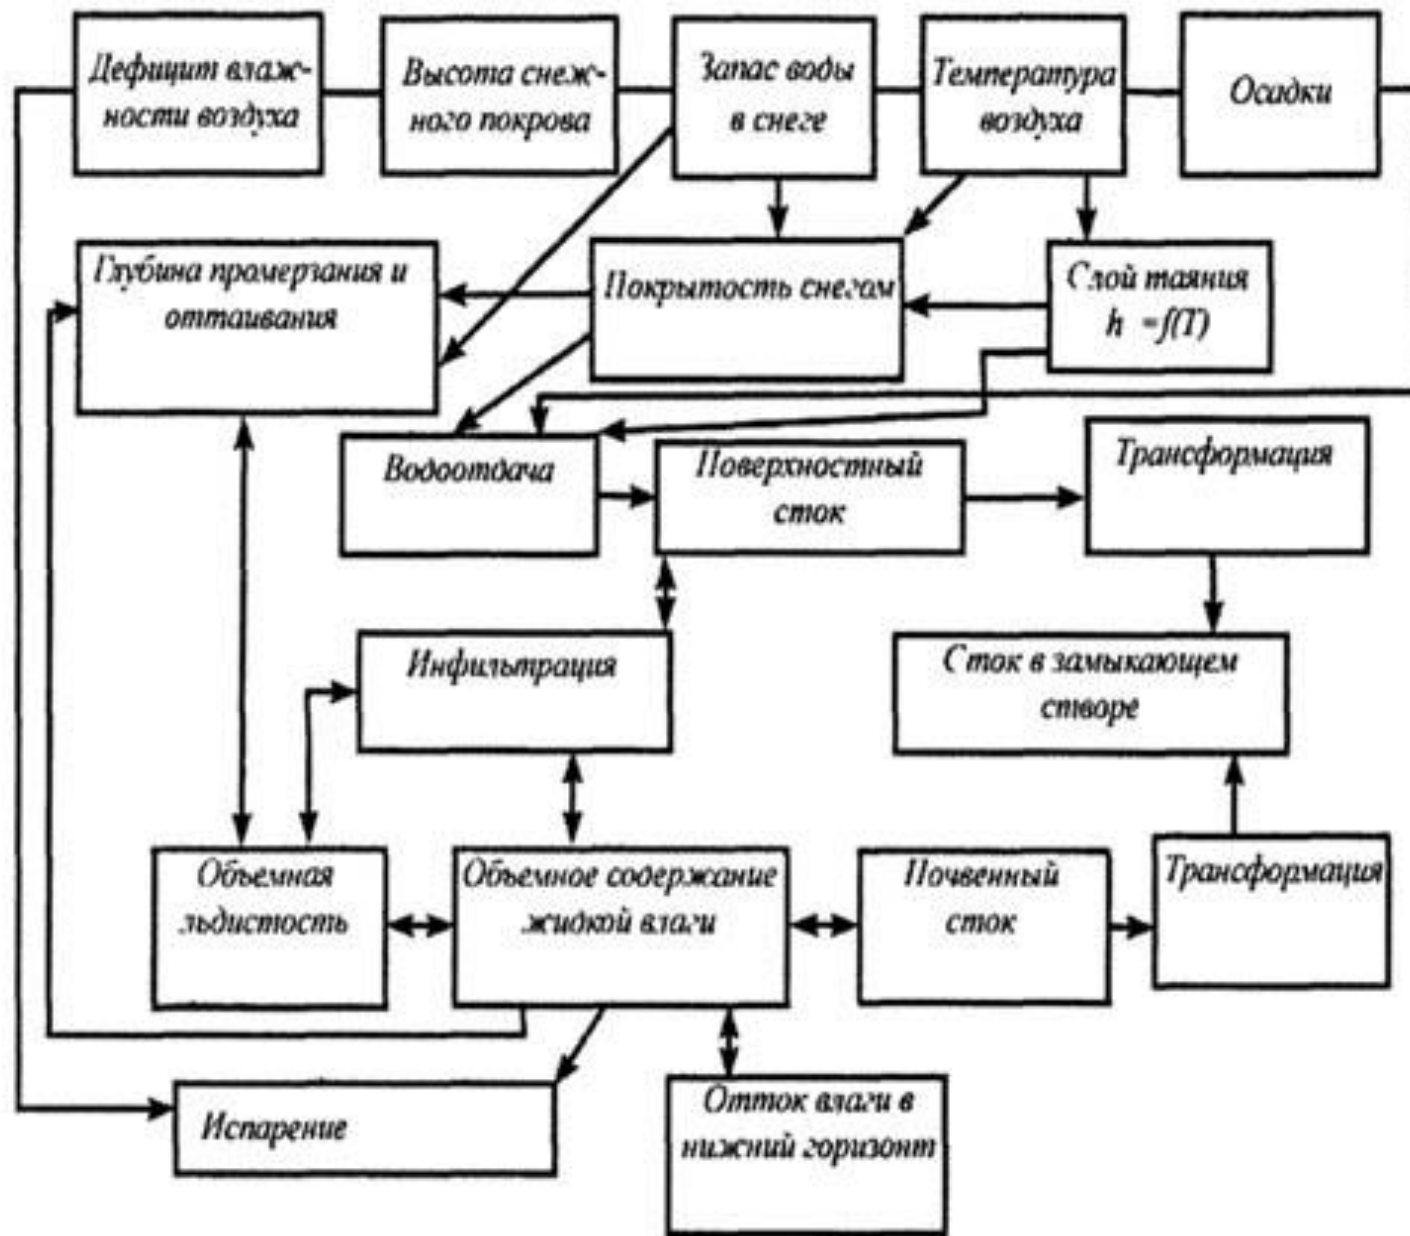 Дефицит влаж-
ности воздуха
Высота снеж-
ного покрова
Запас воды
в снеге
Температура
воздуха
Осадки
Глубина промерзания и
оттаивания
Покрытость снегом
Слой таяния
h =f(T)
Водоотдача
Поверхностный
сток
Трансформация
Инфильтрация
Сток в замыкающем
створе
Объемная
льдистость
Объемное содержание
жидкой влаги
Почвенный
сток
Трансформация
Испарение
Отток влаги в
нижний горизонт